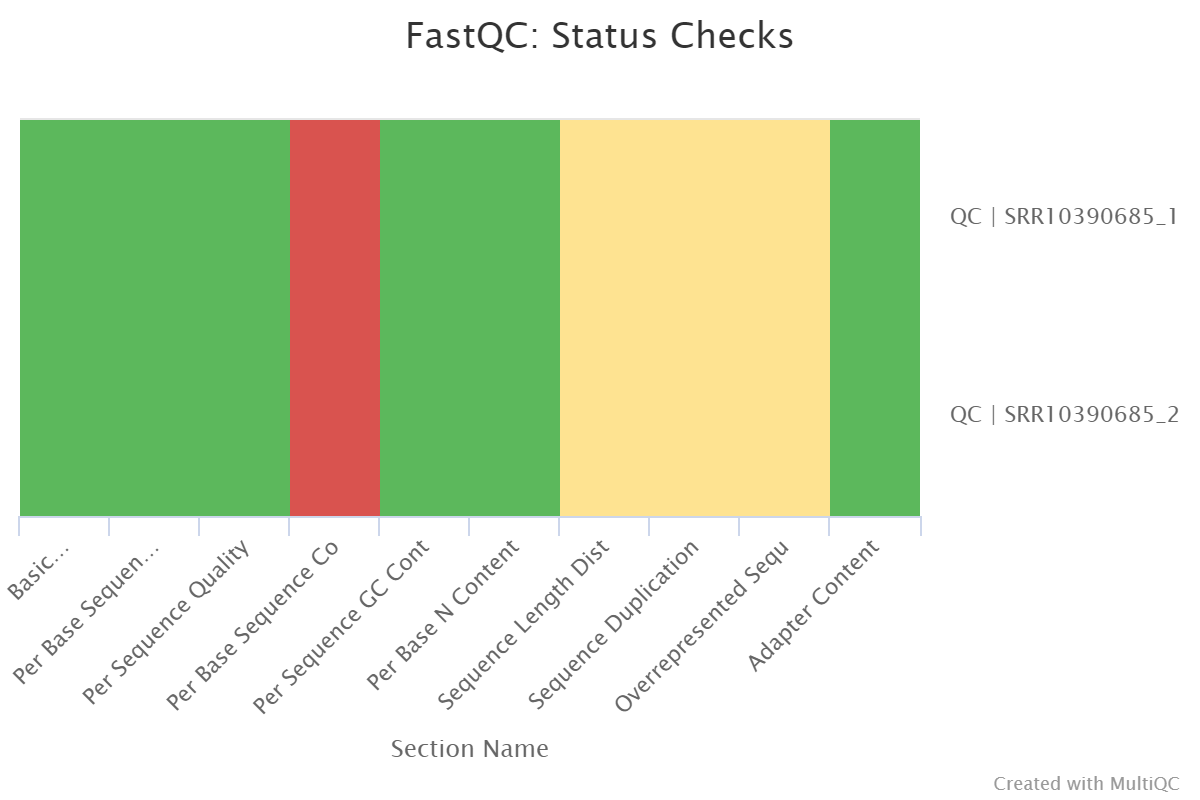 FastQC: Status Checks
QC | SRR10390685_1
QC | SRR10390685_2
Basic…
Per Base Sequen…
Per Sequence Quality
Per Base Sequence Co
Per Sequence GC Cont
Per Base N Content
Sequence Length Dist
Sequence Duplication
Overrepresented Sequ
Adapter Content
Section Name
Created with MultiQC